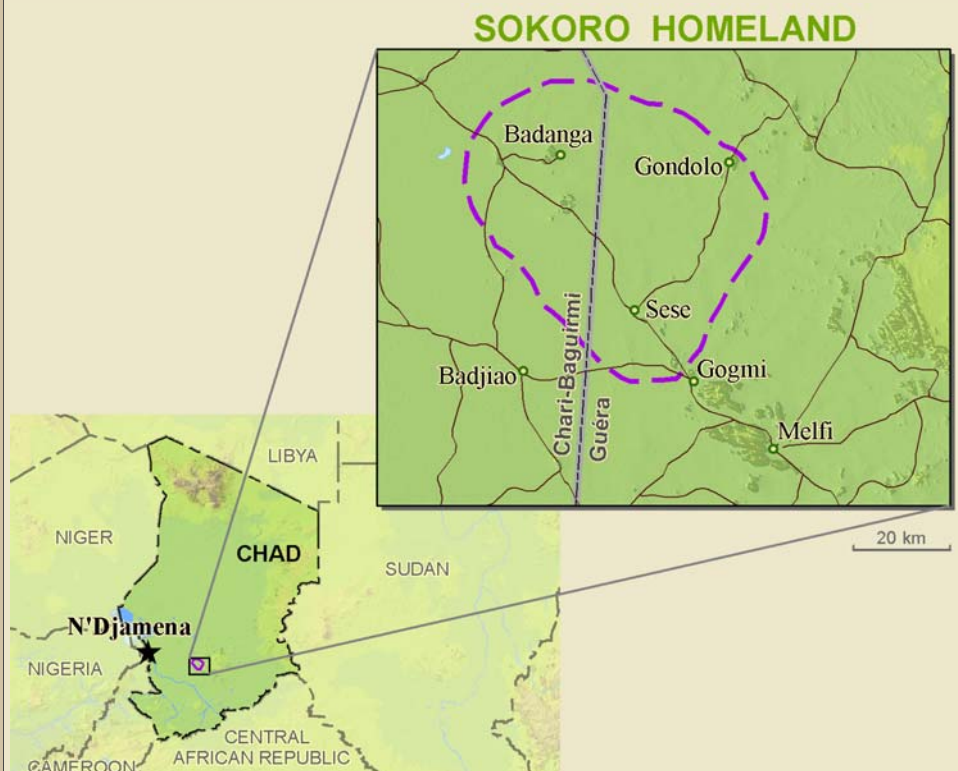 SOKORO HOMELAND
Badanga
Gondolo
Sese
Badjiao
Gogmi
Chari-Baguirmi
Guéra
Melfi
20 km
LIBYA
NIGER
CHAD
SUDAN
N'Djamena
NIGERIA
CENTRAL
AFRICAN REPUBLIC
CAMEROON